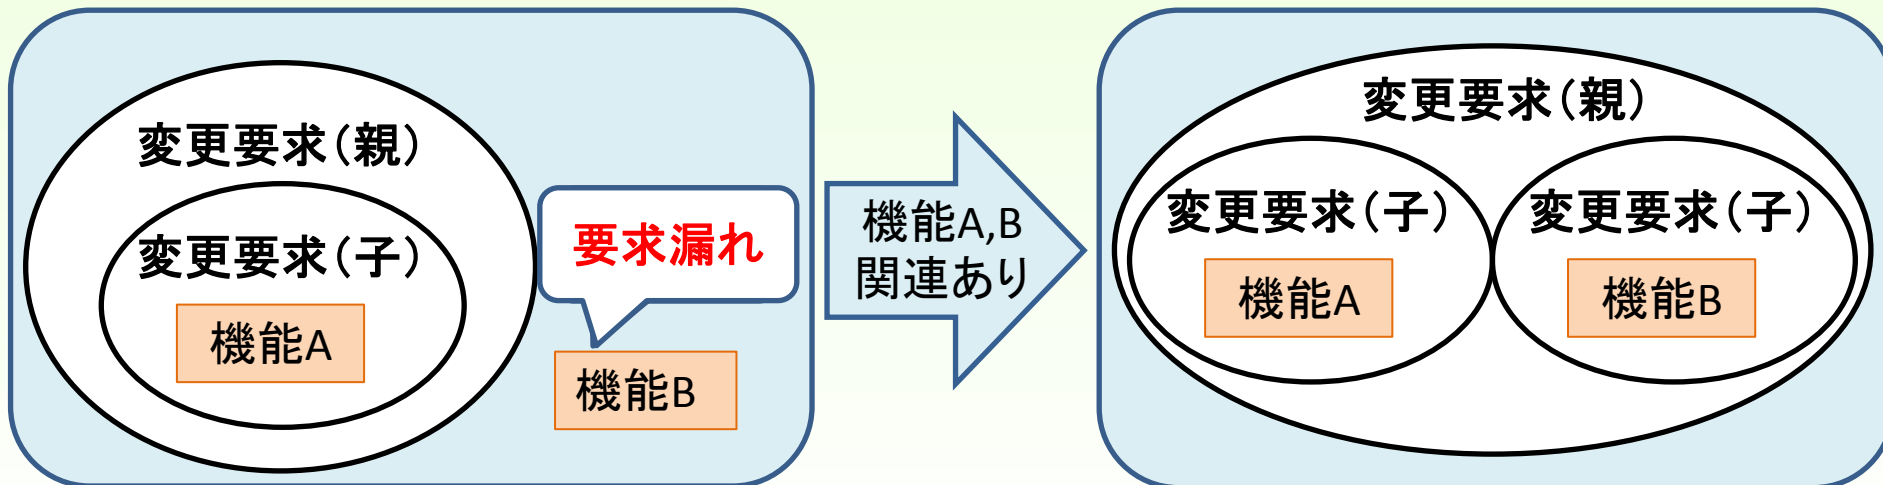 変更要求(親)
変更要求(子)
機能A
要求漏れ
機能B
機能A,B
関連あり
変更要求(親)
変更要求(子)
機能A
変更要求(子)
機能B